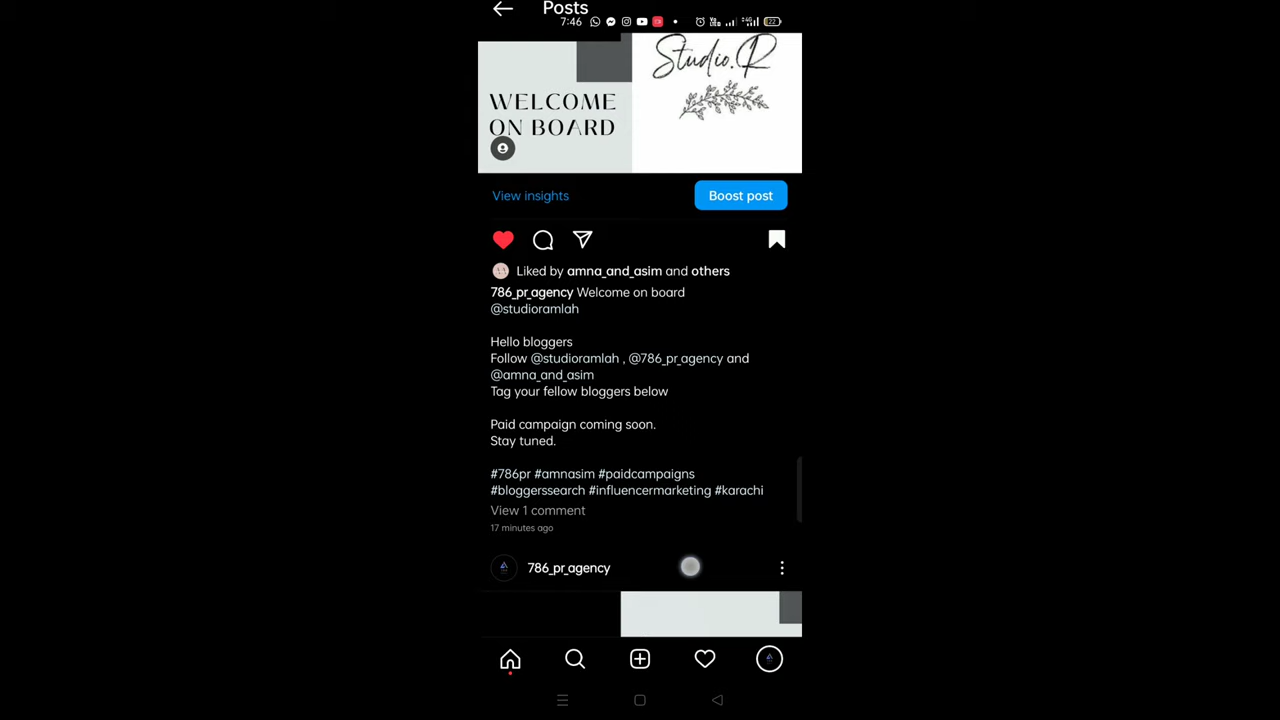 Posts
7:46
22
Studio.R
WELCOME
ON BOARD
View insights
Boost post
Liked by amna_and_asim and others
786_pr_agency Welcome on board
@studioramlah
Hello bloggers
Follow @studioramlah , @786_pr_agency and
@amna_and_asim
Tag your fellow bloggers below
Paid campaign coming soon.
Stay tuned.
#786pr #amnasim #paidcampaigns
#bloggerssearch #influencermarketing #karachi
View 1 comment
17 minutes ago
786_pr_agency